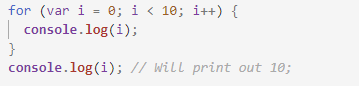 for (var i = 0; i < 10; i++) {
  console.log(i);
}
console.log(i); // Will print out 10;